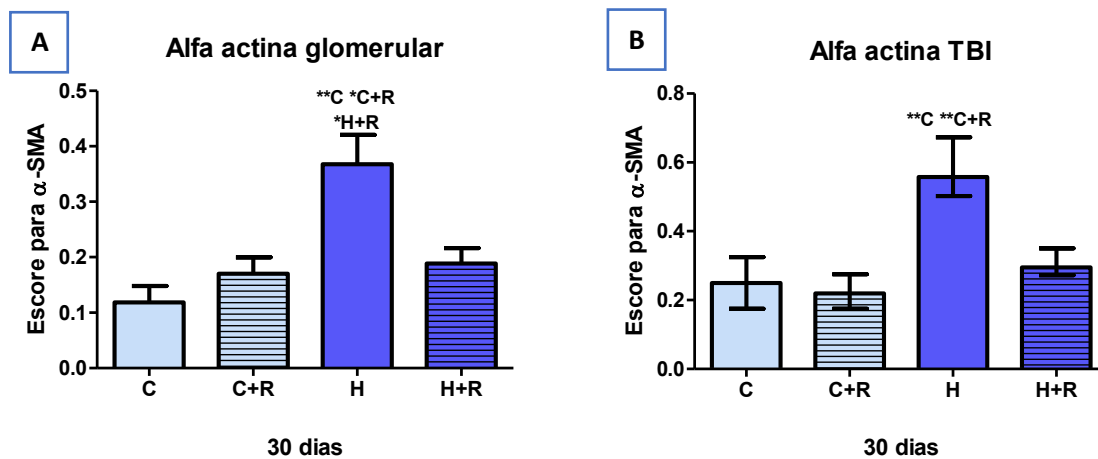 A
Alfa actina glomerular
Escore para α-SMA
0.5
0.4
0.3
0.2
0.1
0.0
**C *C+R
*H+R
C C+R H H+R
30 dias
B
Alfa actina TBI
Escore para α-SMA
0.8
0.6
0.4
0.2
0.0
**C **C+R
C C+R H H+R
30 dias